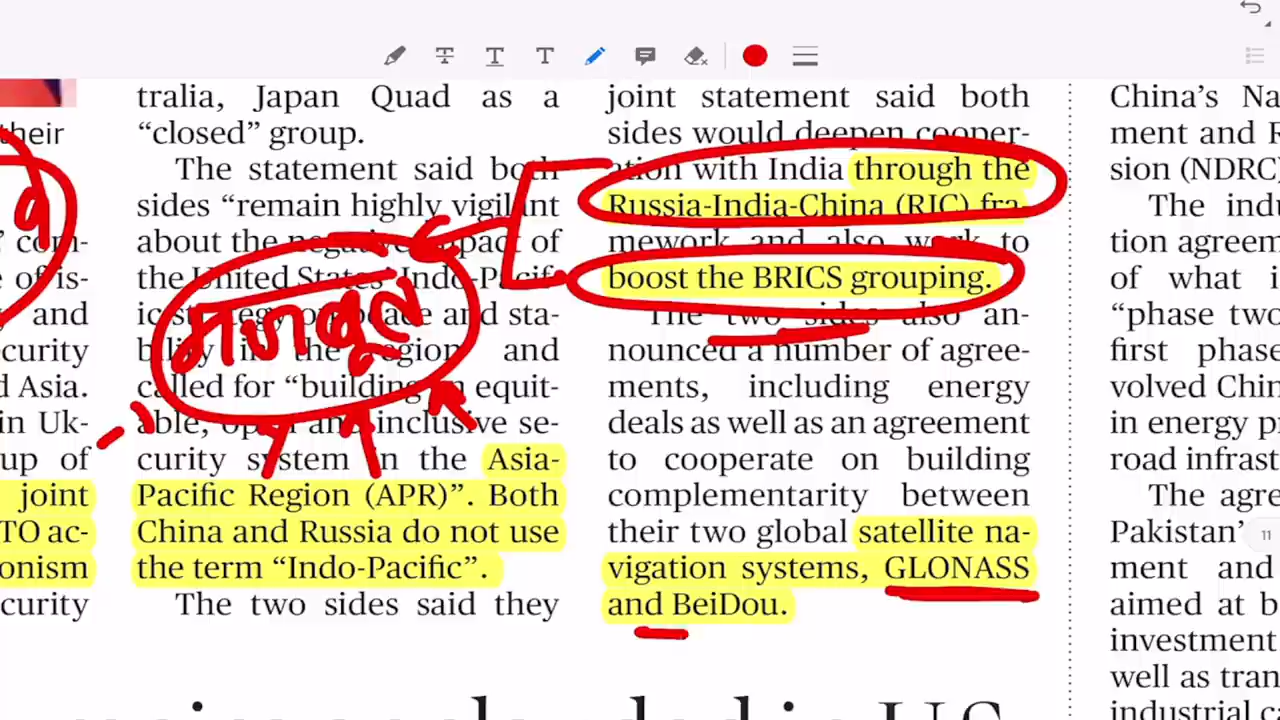 their
com-
of is-
and
curity
d Asia.
in Uk-
up of
joint
TO ac-
onism
curity
tralia, Japan Quad as a
“closed” group.
The statement said both
sides “remain highly vigilant
about the negative impact of
the United States’ Indo-Pacif-
ic strategy on peace and sta-
bility in the region” and
called for “building an equit-
able, open and inclusive se-
curity system in the Asia-
Pacific Region (APR)”. Both
China and Russia do not use
the term “Indo-Pacific”.
The two sides said they
joint statement said both
sides would deepen cooper-
ation with India through the
Russia-India-China (RIC) fra-
mework and also work to
boost the BRICS grouping.
The two sides also an-
nounced a number of agree-
ments, including energy
deals as well as an agreement
to cooperate on building
complementarity between
their two global satellite na-
vigation systems, GLONASS
and BeiDou.
China’s Na
ment and R
sion (NDRC)
The indu
tion agreem
of what i
“phase two
first phase
volved Chin
in energy p
road infrast
The agre
Pakistan’
11
ment and
aimed at b
investment
well as tran
industrial c